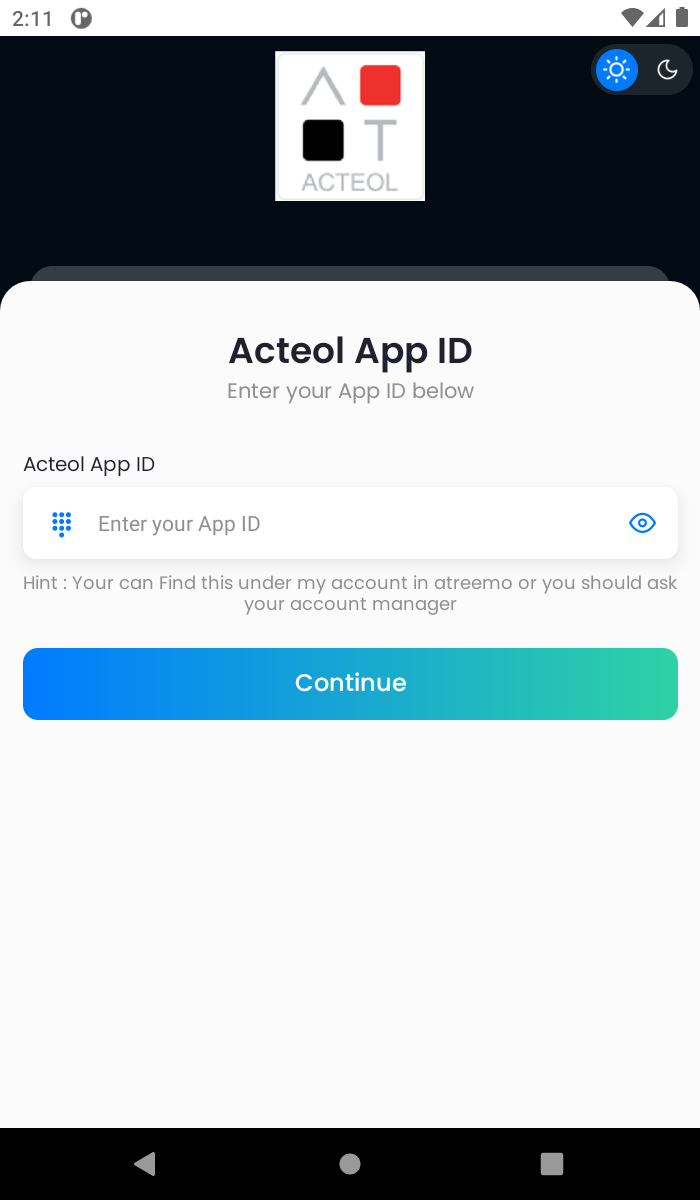 2:11
T
ACTEOL
Acteol App ID
Enter your App ID below
Acteol App ID
Enter your App ID
Hint : Your can Find this under my account in atreemo or you should ask
your account manager
Continue